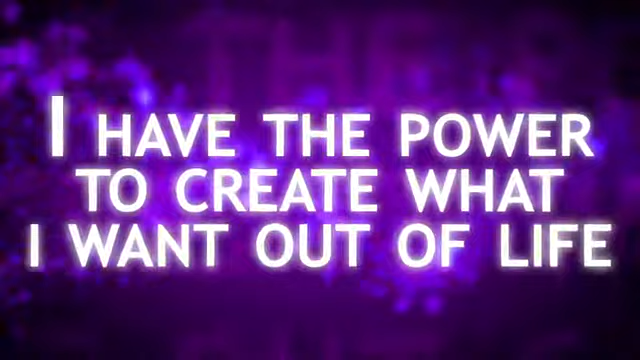 I HAVE THE POWER
TO CREATE WHAT
I WANT OUT OF LIFE